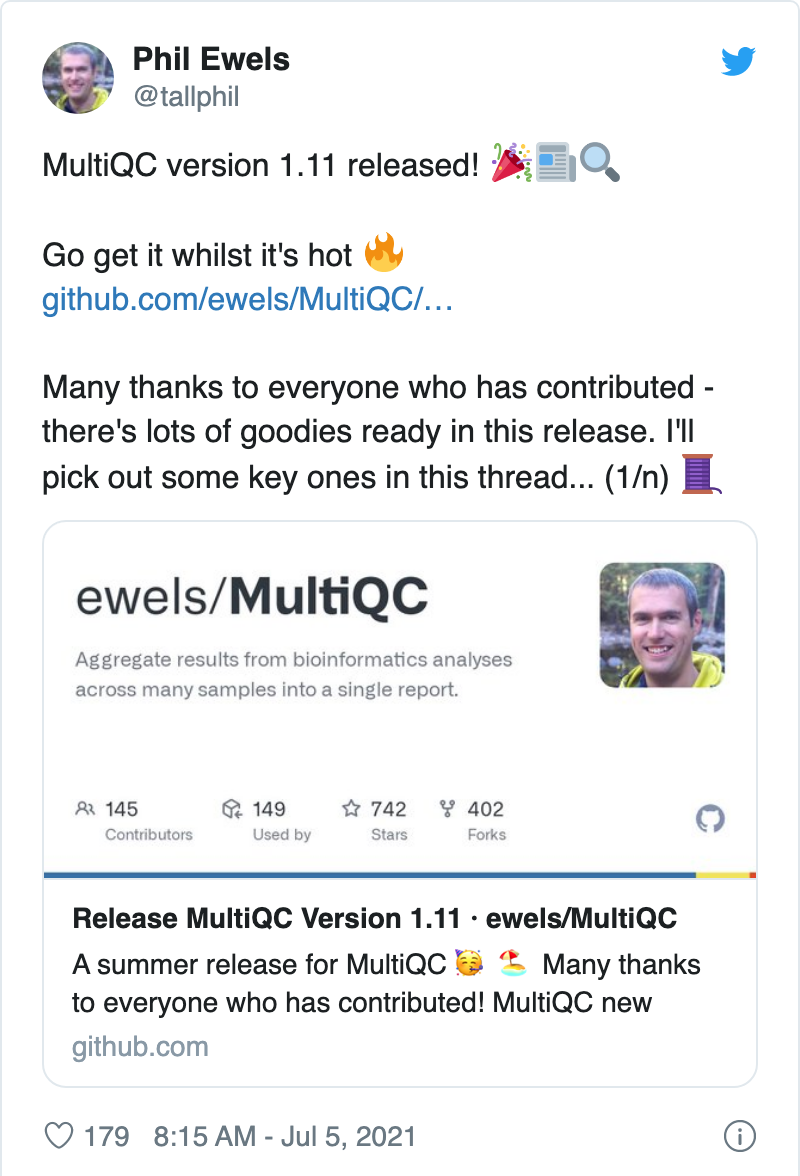 Phil Ewels
@tallphil
MultiQC version 1.11 released! 🎉📰🔍
Go get it whilst it's hot 🔥
github.com/ewels/MultiQC/…
Many thanks to everyone who has contributed -
there's lots of goodies ready in this release. I'll
pick out some key ones in this thread... (1/n) 🧵
ewels/MultiQC
Aggregate results from bioinformatics analyses
across many samples into a single report.
145 149 742 402
Contributors Used by Stars Forks
Release MultiQC Version 1.11 · ewels/MultiQC
A summer release for MultiQC 🥳 🏖️ Many thanks
to everyone who has contributed! MultiQC new
github.com
179 8:15 AM - Jul 5, 2021